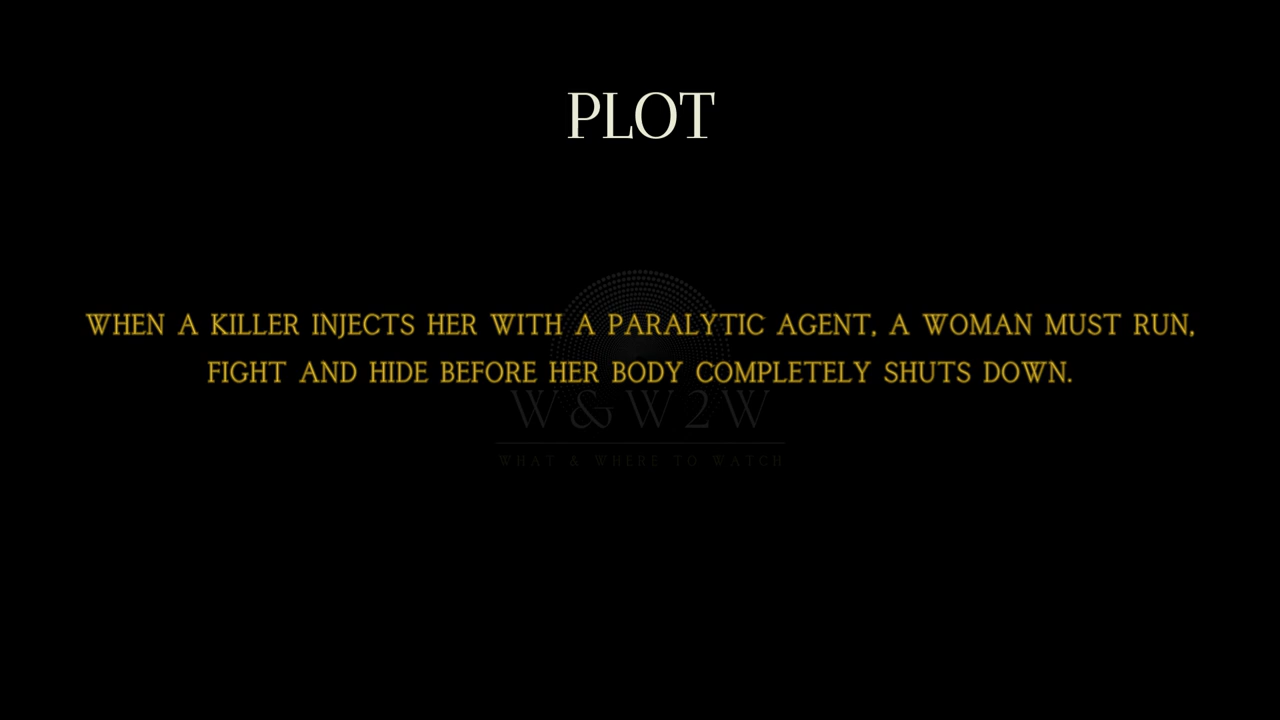 PLOT
WHEN A KILLER INJECTS HER WITH A PARALYTIC AGENT, A WOMAN MUST RUN,
FIGHT AND HIDE BEFORE HER BODY COMPLETELY SHUTS DOWN.
W&W2W
WHAT & WHERE TO WATCH